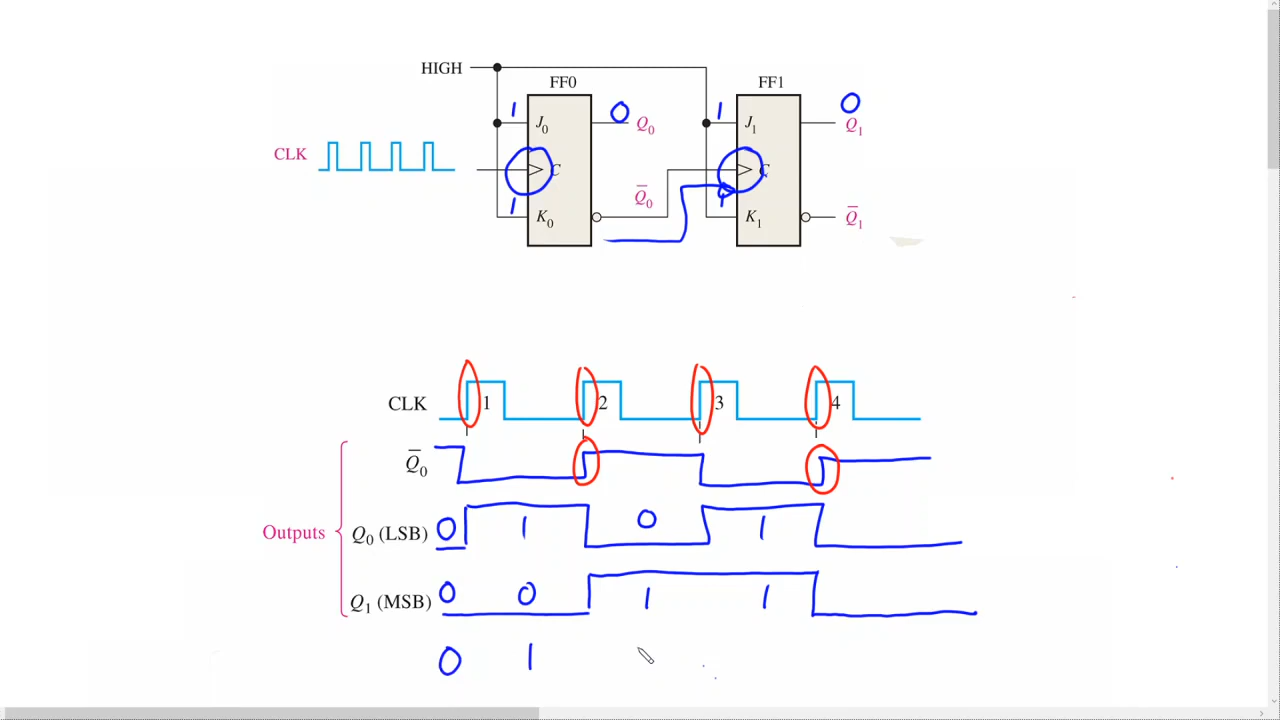 HIGH
FF0 FF1
1 J0 0 Q0 1 J1 0 Q1
CLK C C
1 K0 Q̅0 1 K1 Q̅1
CLK 1 2 3 4
Q̅0
Outputs
Q0 (LSB) 0 1 0 1
Q1 (MSB) 0 0 1 1
0 1